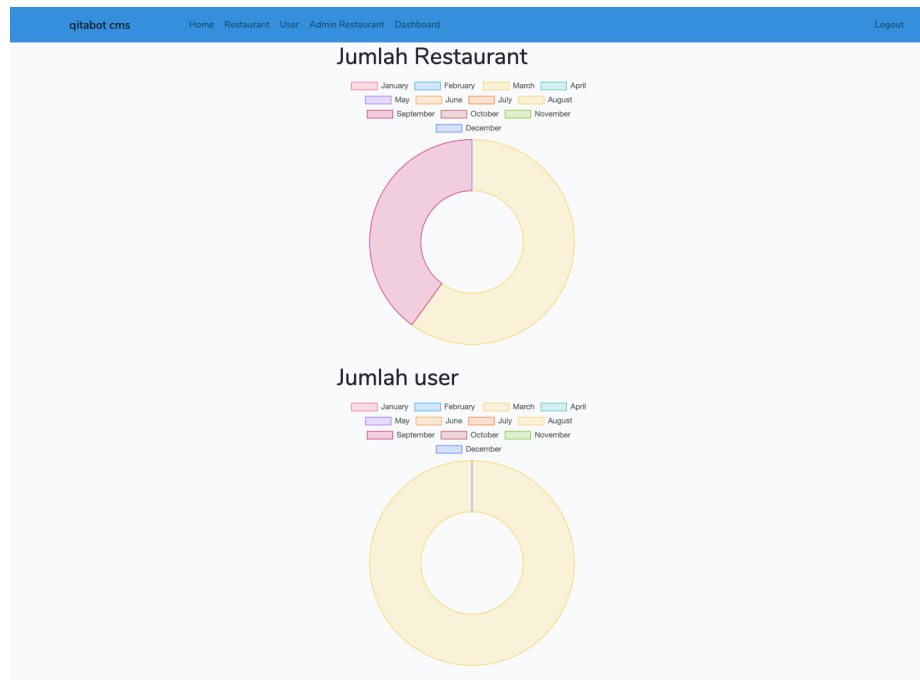 qitabot cms Home Restaurant User Admin Restaurant Dashboard Logout
Jumlah Restaurant
January February March April
May June July August
September October November
December
Jumlah user
January February March April
May June July August
September October November
December